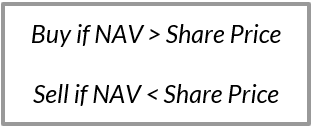 Buy if NAV > Share Price
Sell if NAV < Share Price